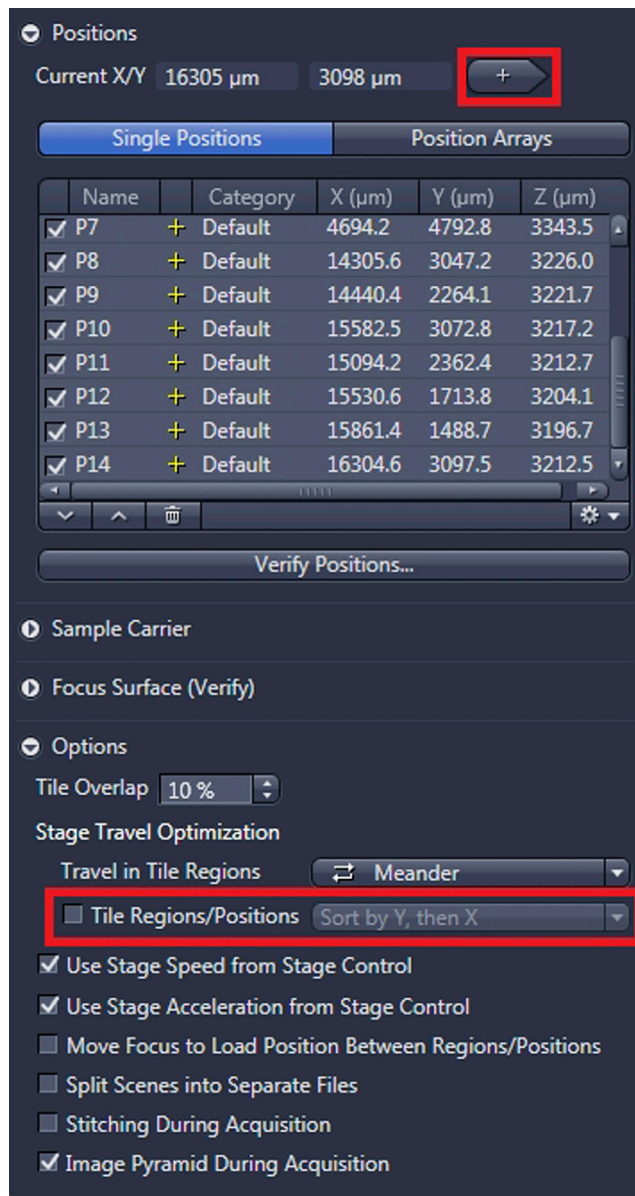 Positions
Current X/Y 16305 µm 3098 µm +
Single Positions Position Arrays
Name Category X (µm) Y (µm) Z (µm)
P7 + Default 4694.2 4792.8 3343.5
P8 + Default 14305.6 3047.2 3226.0
P9 + Default 14440.4 2264.1 3221.7
P10 + Default 15582.5 3072.8 3217.2
P11 + Default 15094.2 2362.4 3212.7
P12 + Default 15530.6 1713.8 3204.1
P13 + Default 15861.4 1488.7 3196.7
P14 + Default 16304.6 3097.5 3212.5
Verify Positions...
Sample Carrier
Focus Surface (Verify)
Options
Tile Overlap 10 %
Stage Travel Optimization
Travel in Tile Regions Meander
Tile Regions/Positions Sort by Y, then X
Use Stage Speed from Stage Control
Use Stage Acceleration from Stage Control
Move Focus to Load Position Between Regions/Positions
Split Scenes into Separate Files
Stitching During Acquisition
Image Pyramid During Acquisition